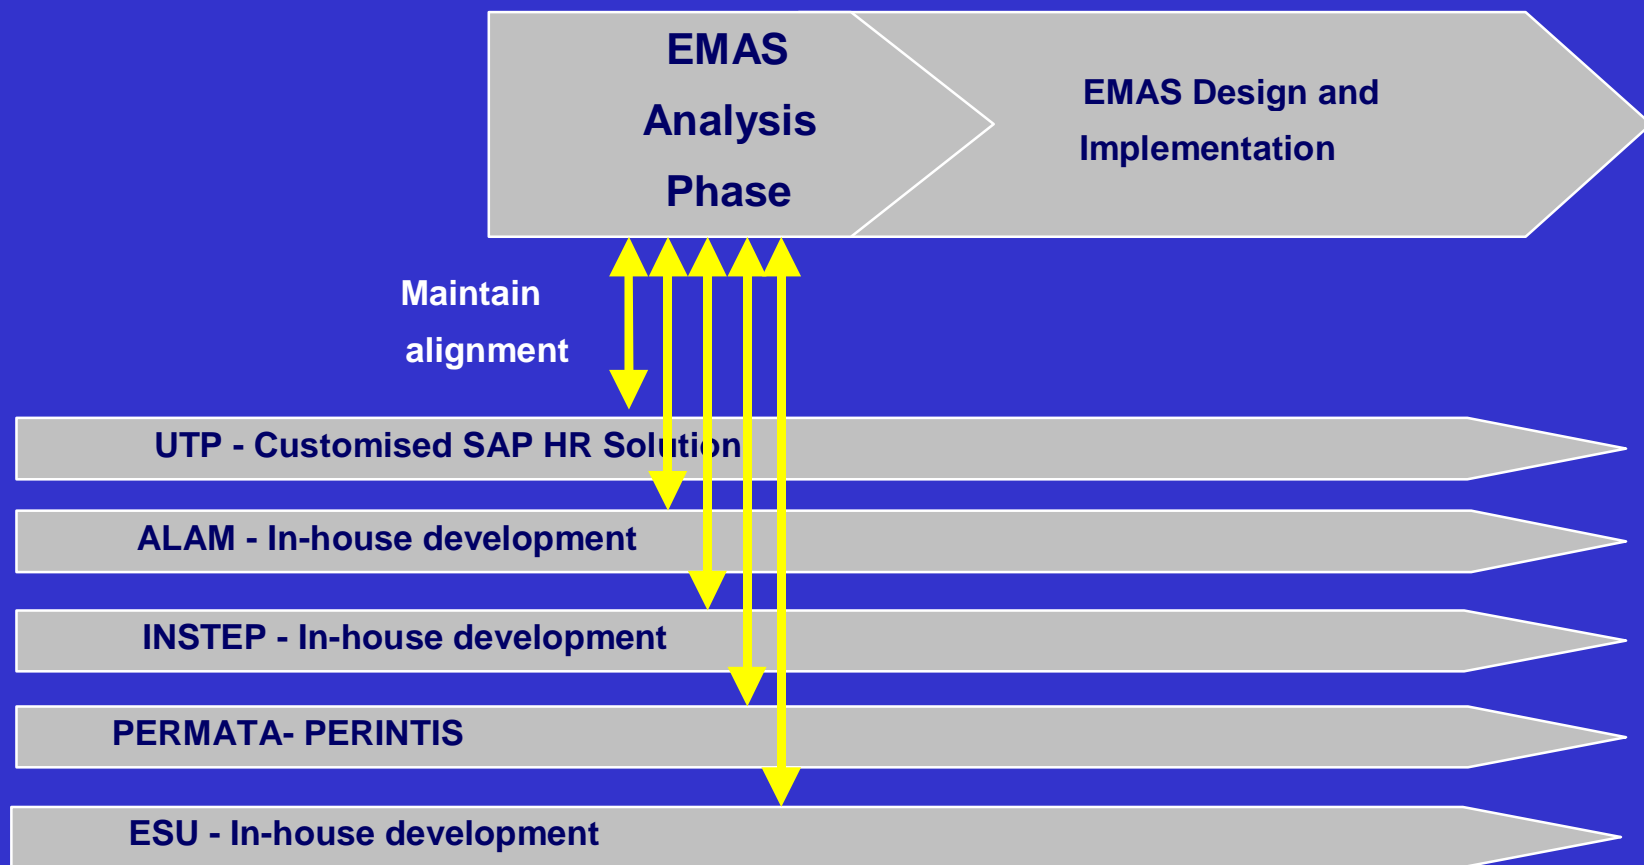 EMAS
Analysis
Phase
EMAS Design and
Implementation
Maintain
alignment
UTP - Customised SAP HR Solution
ALAM - In-house development
INSTEP - In-house development
PERMATA- PERINTIS
ESU - In-house development